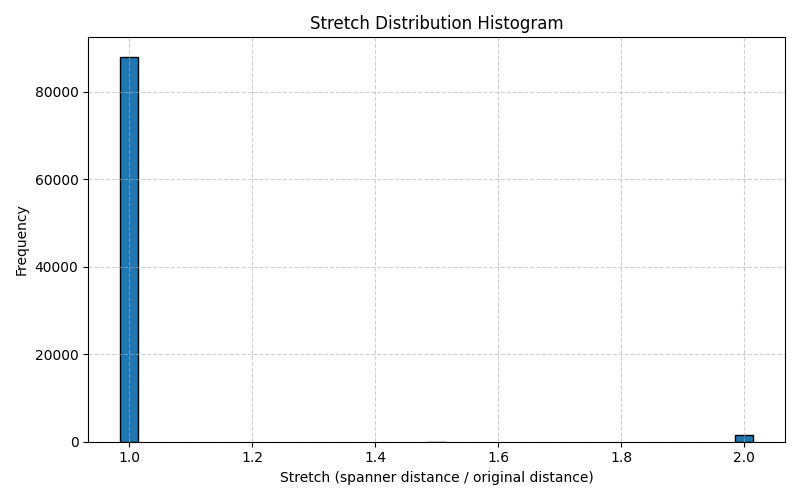 Stretch Distribution Histogram
Frequency
80000
60000
40000
20000
0
1.0 1.2 1.4 1.6 1.8 2.0
Stretch (spanner distance / original distance)